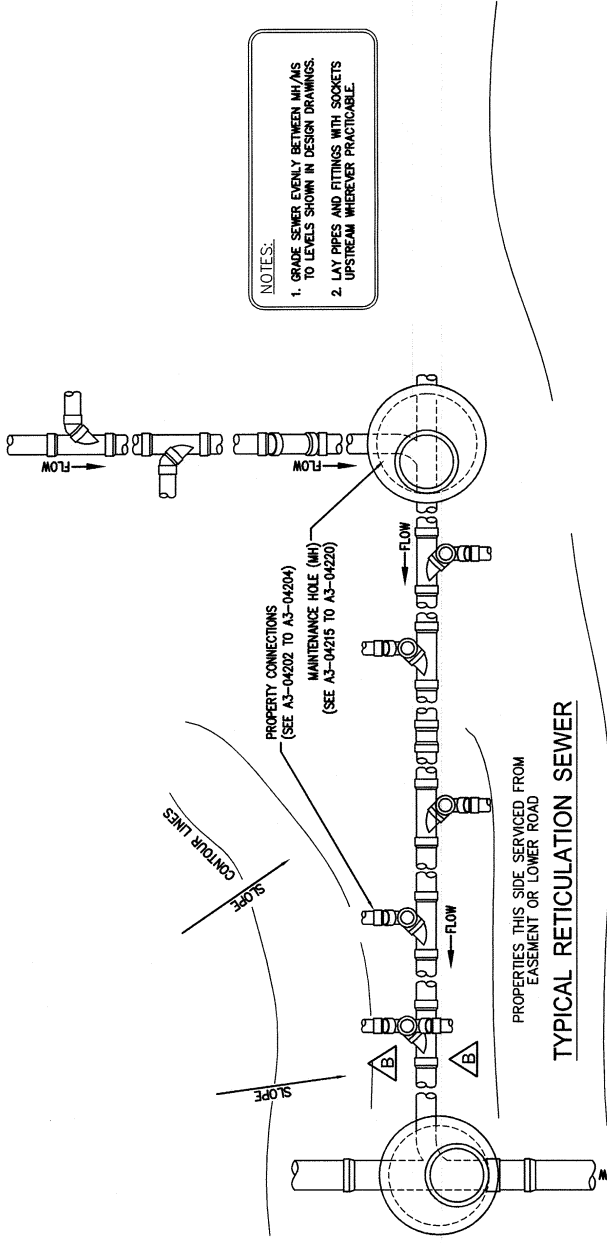 NOTES:
1. GRADE SEWER EVENLY BETWEEN MH/MS
TO LEVELS SHOWN IN DESIGN DRAWINGS.
2. LAY PIPES AND FITTINGS WITH SOCKETS
UPSTREAM WHEREVER PRACTICABLE.
FLOW
FLOW
PROPERTY CONNECTIONS
(SEE A3-04202 TO A3-04204)
MAINTENANCE HOLE (MH)
(SEE A3-04215 TO A3-04220)
FLOW
CONTOUR LINES
SLOPE
SLOPE
FLOW
B
B
PROPERTIES THIS SIDE SERVICED FROM
EASEMENT OR LOWER ROAD
TYPICAL RETICULATION SEWER